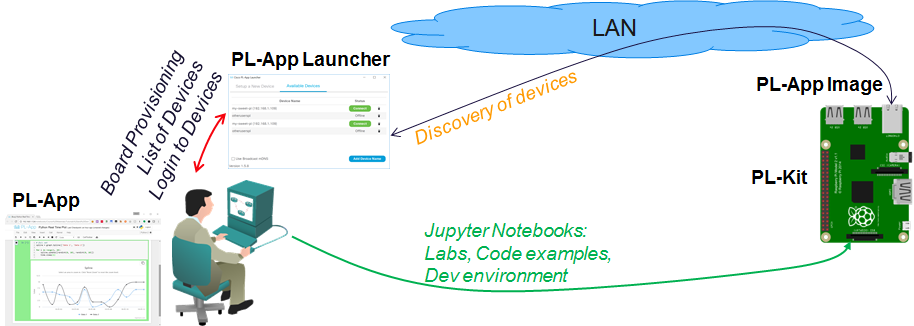 LAN
PL-App Launcher
Board Provisioning
List of Devices
Login to Devices
Setup a New Device
Available Devices
Device Name
Status
Connect
Offline
Connect
Offline
Add Device Name
Discovery of devices
PL-App Image
PL-Kit
PL-App
Jupyter Notebooks:
Labs, Code examples,
Dev environment